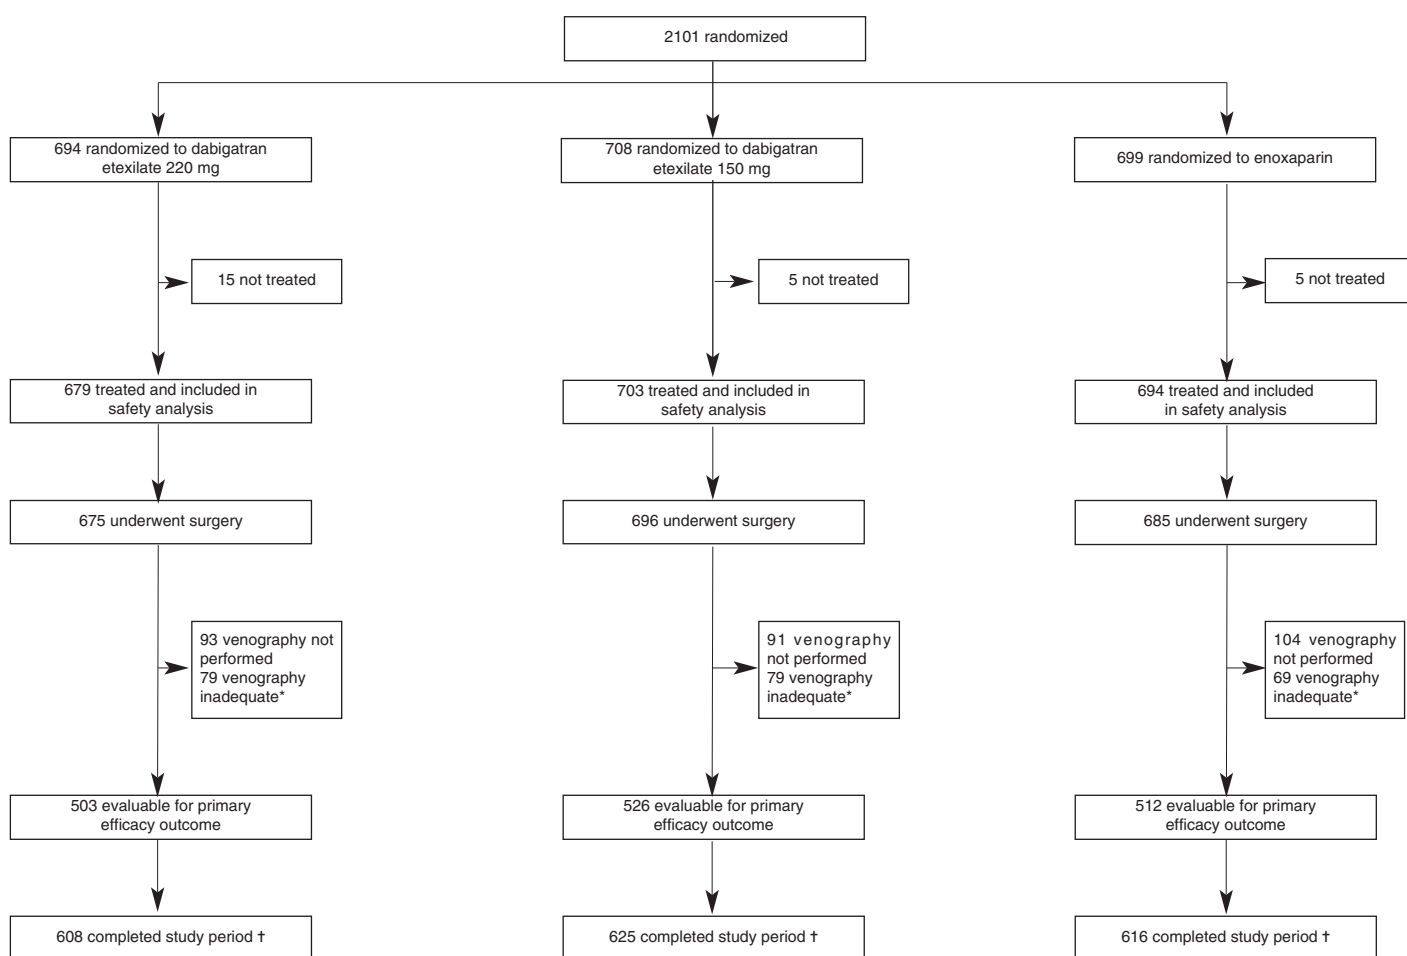 2101 randomized
694 randomized to dabigatran
etexilate 220 mg
708 randomized to dabigatran
etexilate 150 mg
699 randomized to enoxaparin
15 not treated
5 not treated
5 not treated
679 treated and included in
safety analysis
703 treated and included in
safety analysis
694 treated and included
in safety analysis
675 underwent surgery
696 underwent surgery
685 underwent surgery
93 venography not
performed
79 venography
inadequate*
91 venography
not performed
79 venography
inadequate*
104 venography
not performed
69 venography
inadequate*
503 evaluable for primary
efficacy outcome
526 evaluable for primary
efficacy outcome
512 evaluable for primary
efficacy outcome
608 completed study period †
625 completed study period †
616 completed study period †